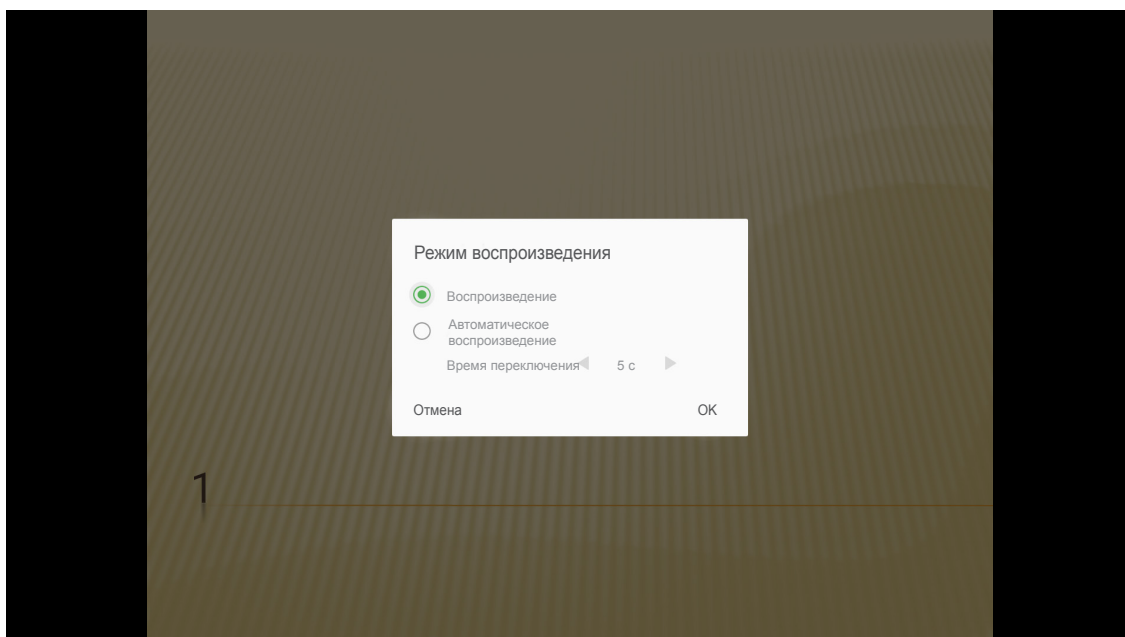 Режим воспроизведения
Воспроизведение
Автоматическое
воспроизведение
Время переключения 5 с
Отмена OK
1